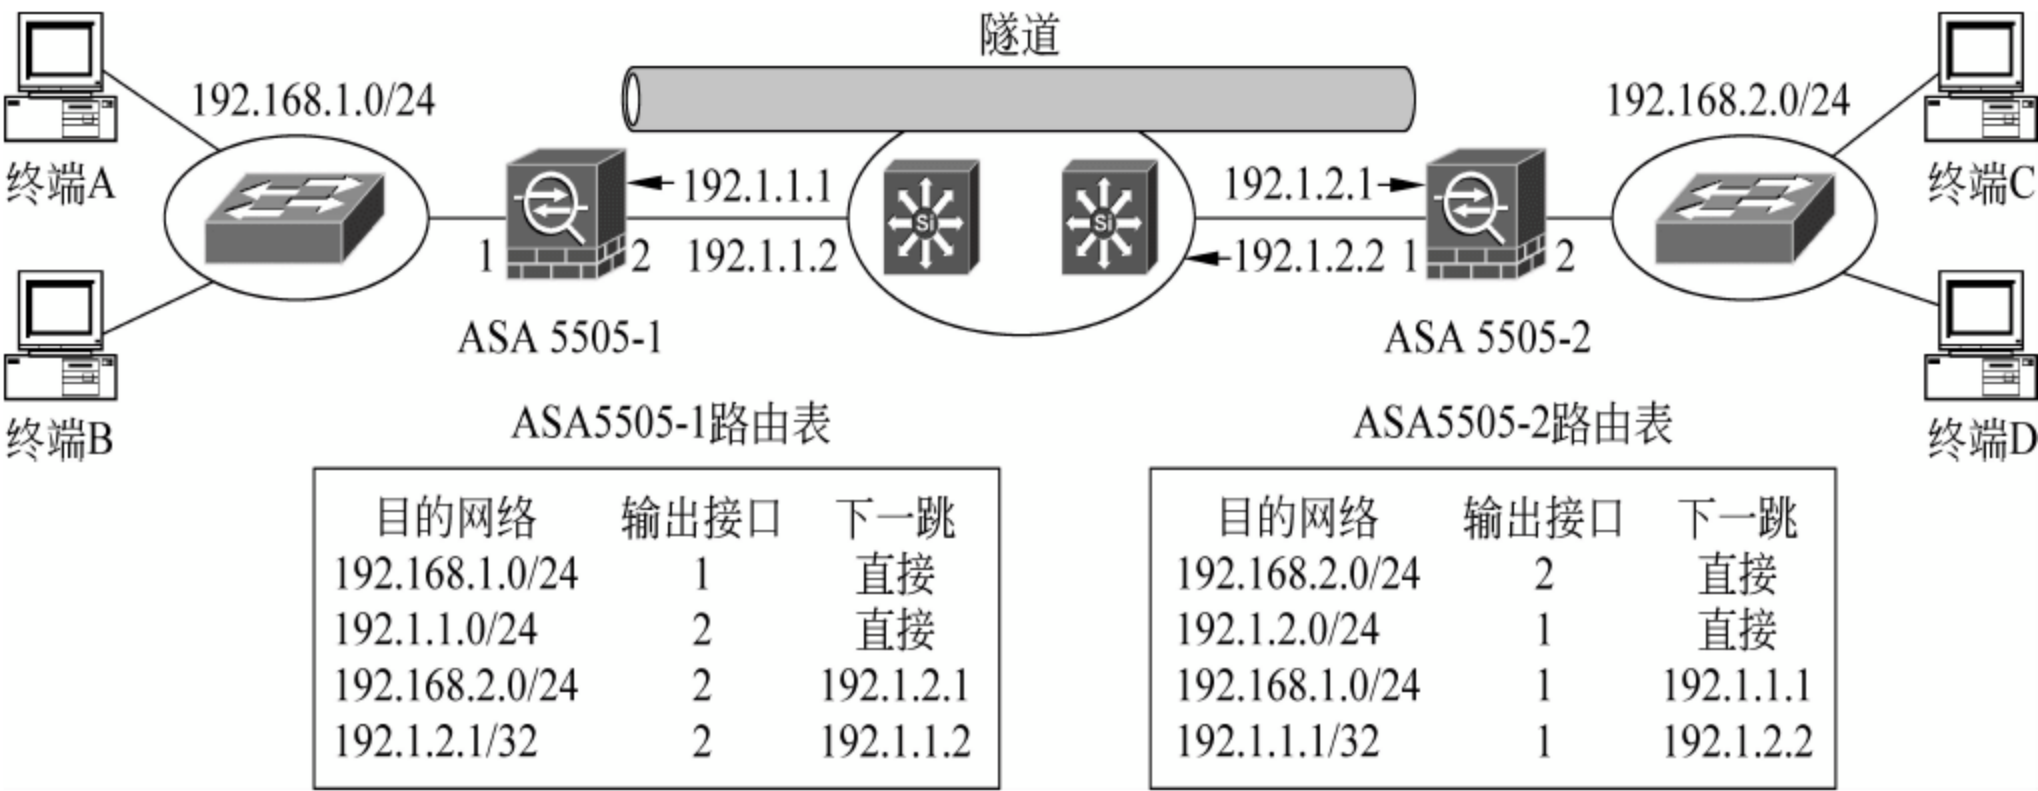 隧道
192.168.1.0/24
192.168.2.0/24
终端A
192.1.1.1
192.1.2.1
终端C
Si
Si
1
2
192.1.1.2
192.1.2.2
1
2
ASA 5505-1
ASA 5505-2
终端B
终端D
ASA5505-1路由表
目的网络 输出接口 下一跳
192.168.1.0/24 1 直接
192.1.1.0/24 2 直接
192.168.2.0/24 2 192.1.2.1
192.1.2.1/32 2 192.1.1.2
ASA5505-2路由表
目的网络 输出接口 下一跳
192.168.2.0/24 2 直接
192.1.2.0/24 1 直接
192.168.1.0/24 1 192.1.1.1
192.1.1.1/32 1 192.1.2.2